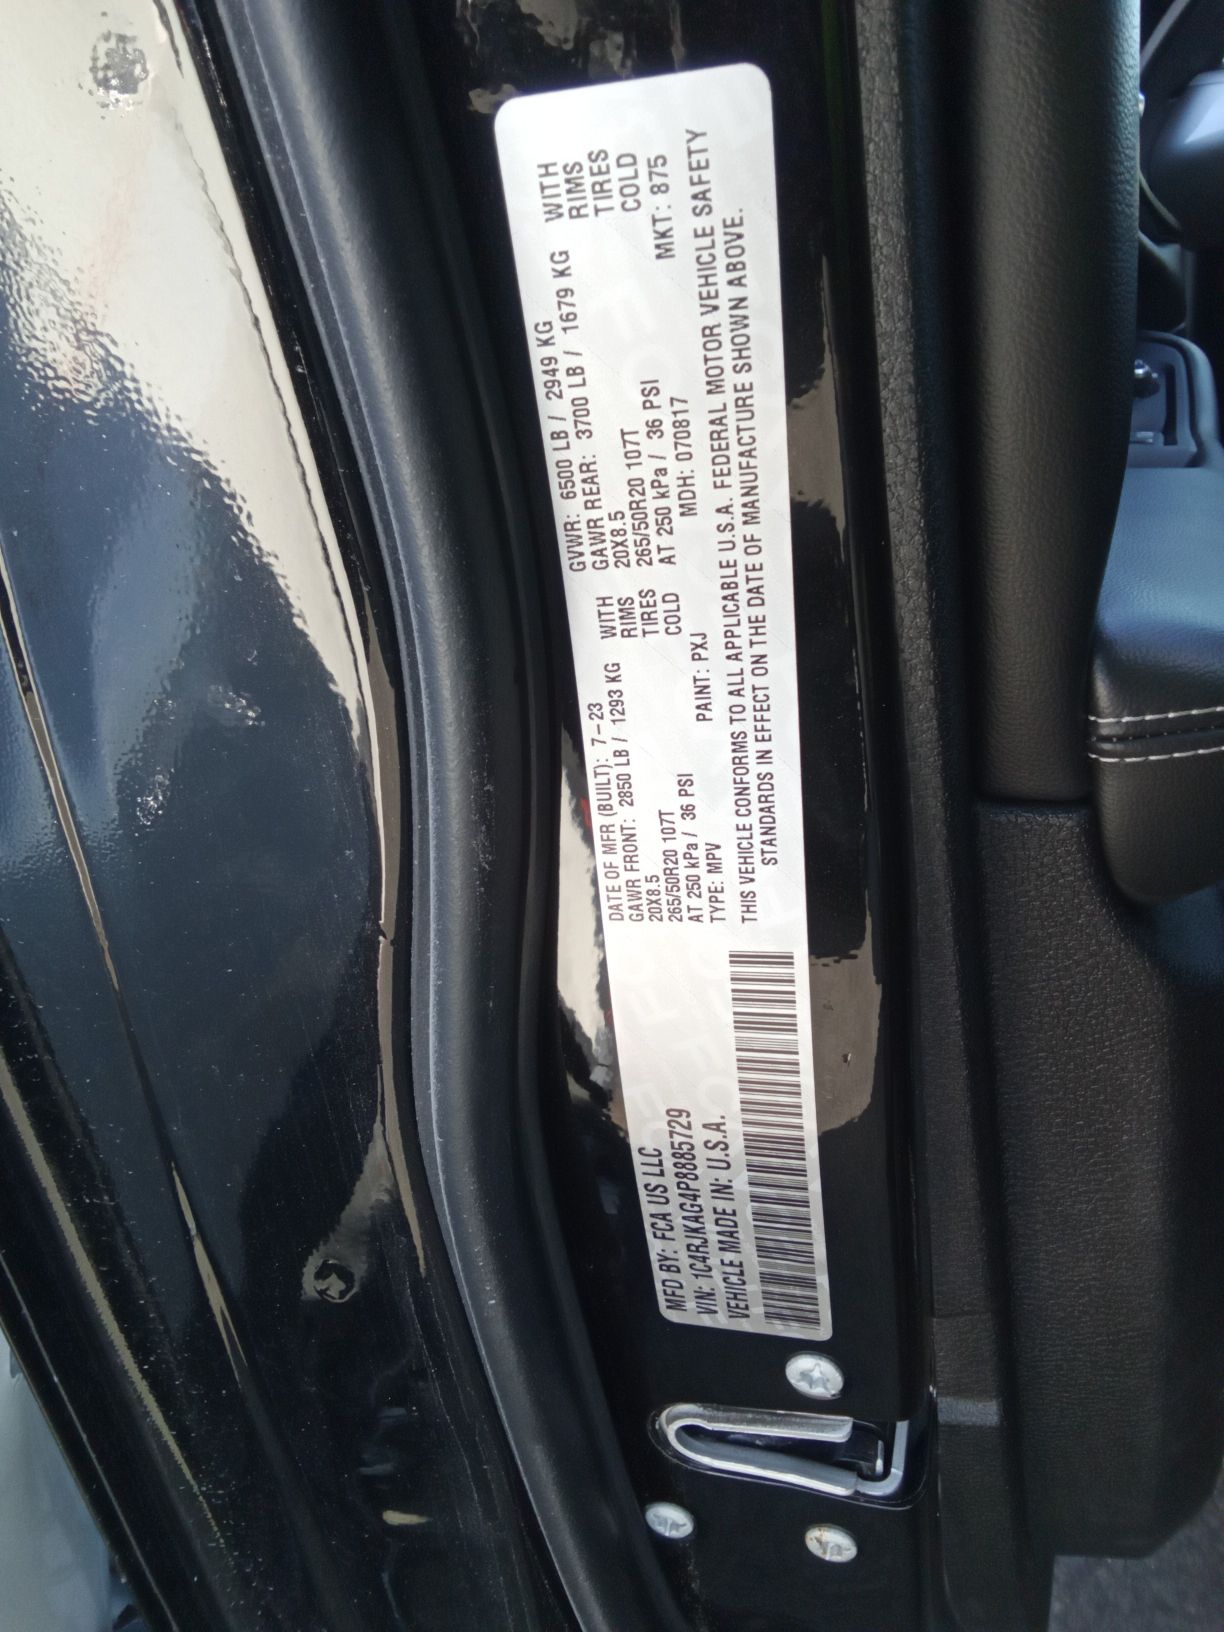 MFD BY: FCA US LLC
VIN: 1C4RJKAG4P8885729
VEHICLE MADE IN: U.S.A.
DATE OF MFR (BUILT): 7-23 GVWR: 6500 LB / 2949 KG
GAWR FRONT: 2850 LB / 1293 KG WITH GAWR REAR: 3700 LB / 1679 KG WITH
20X8.5 RIMS 20X8.5 RIMS
265/50R20 107T TIRES 265/50R20 107T TIRES
AT 250 kPa / 36 PSI COLD AT 250 kPa / 36 PSI COLD
TYPE: MPV PAINT: PXJ MDH: 070817 MKT: 875
THIS VEHICLE CONFORMS TO ALL APPLICABLE U.S.A. FEDERAL MOTOR VEHICLE SAFETY
STANDARDS IN EFFECT ON THE DATE OF MANUFACTURE SHOWN ABOVE.